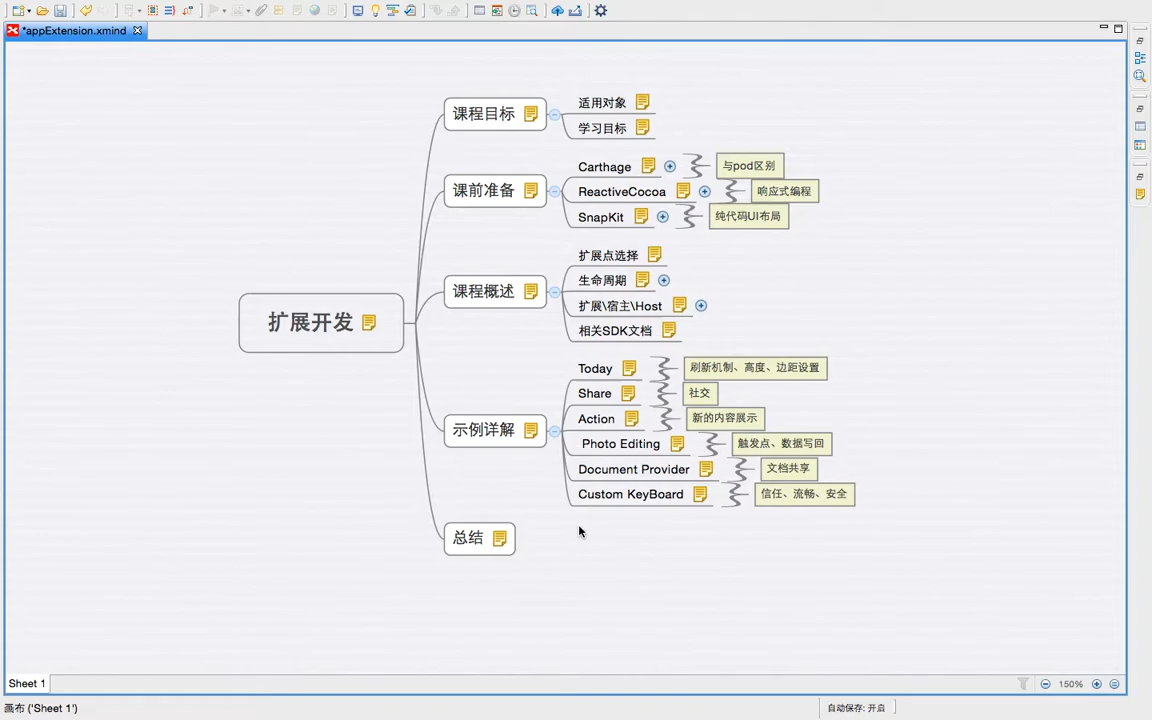 *appExtension.xmind
课程目标
适用对象
学习目标
课前准备
Carthage
与pod区别
ReactiveCocoa
响应式编程
SnapKit
纯代码UI布局
扩展开发
课程概述
扩展点选择
生命周期
扩展\宿主\Host
相关SDK文档
示例详解
Today
刷新机制、高度、边距设置
Share
社交
Action
新的内容展示
Photo Editing
触发点、数据写回
Document Provider
文档共享
Custom KeyBoard
信任、流畅、安全
总结
Sheet 1
150%
画布 ('Sheet 1')
自动保存: 开启